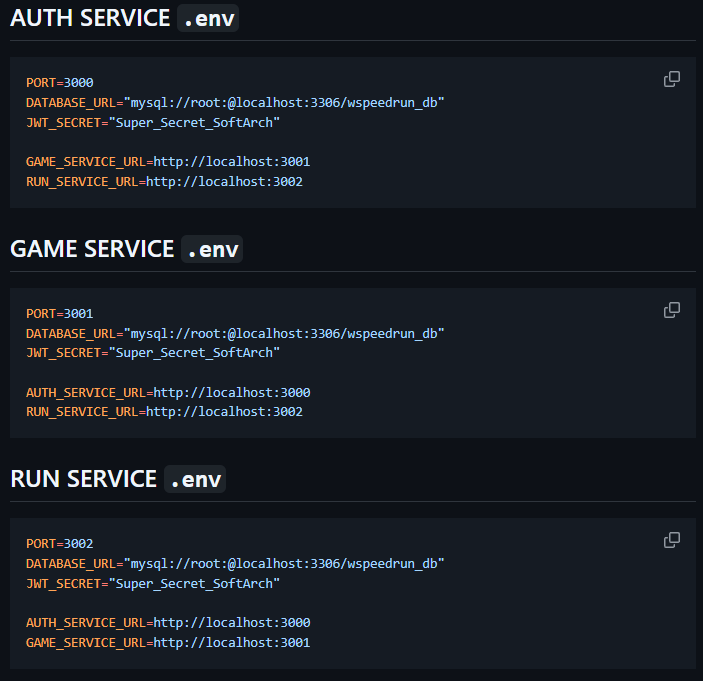 AUTH SERVICE .env
PORT=3000
DATABASE_URL="mysql://root:@localhost:3306/wspeedrun_db"
JWT_SECRET="Super_Secret_SoftArch"
GAME_SERVICE_URL=http://localhost:3001
RUN_SERVICE_URL=http://localhost:3002
GAME SERVICE .env
PORT=3001
DATABASE_URL="mysql://root:@localhost:3306/wspeedrun_db"
JWT_SECRET="Super_Secret_SoftArch"
AUTH_SERVICE_URL=http://localhost:3000
RUN_SERVICE_URL=http://localhost:3002
RUN SERVICE .env
PORT=3002
DATABASE_URL="mysql://root:@localhost:3306/wspeedrun_db"
JWT_SECRET="Super_Secret_SoftArch"
AUTH_SERVICE_URL=http://localhost:3000
GAME_SERVICE_URL=http://localhost:3001